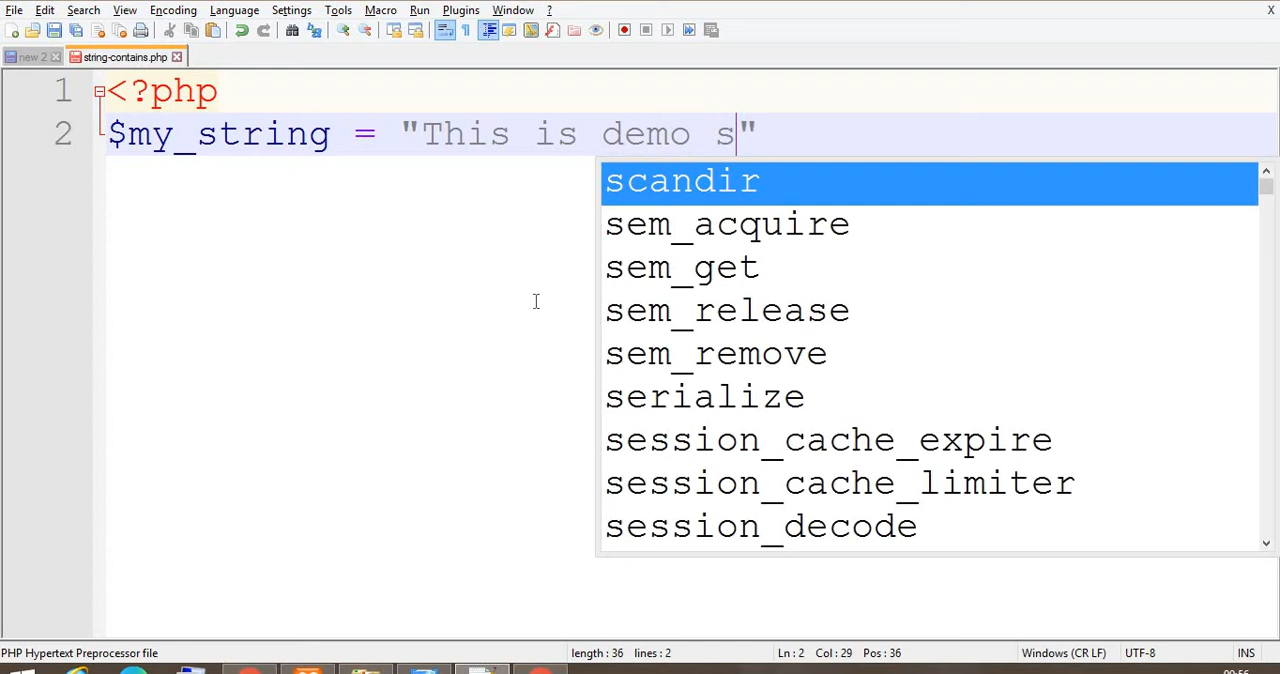 File Edit Search View Encoding Language Settings Tools Macro Run Plugins Window ? X
new 2 string-contains.php
1 <?php
2 $my_string = "This is demo s"
scandir
sem_acquire
sem_get
sem_release
sem_remove
serialize
session_cache_expire
session_cache_limiter
session_decode
PHP Hypertext Preprocessor file length : 36 lines : 2 Ln : 2 Col : 29 Pos : 36 Windows (CR LF) UTF-8 INS